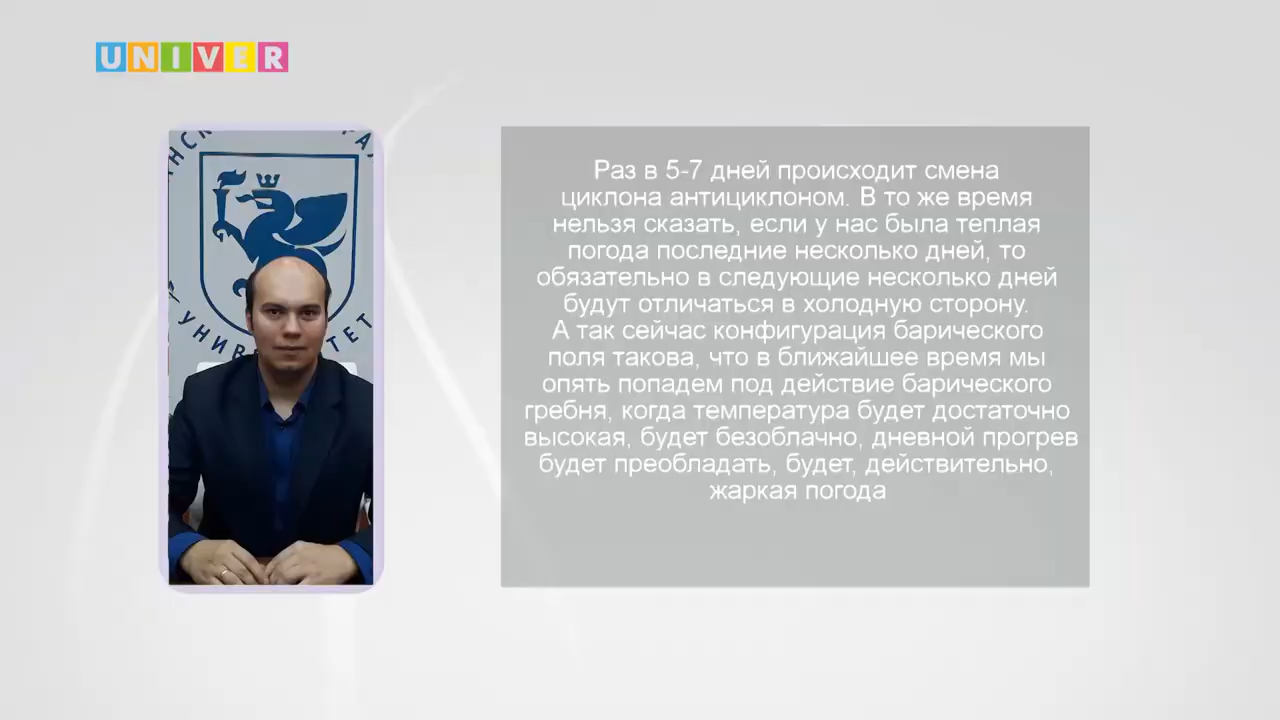 UNIVER
Раз в 5-7 дней происходит смена
циклона антициклоном. В то же время
нельзя сказать, если у нас была теплая
погода последние несколько дней, то
обязательно в следующие несколько дней
будут отличаться в холодную сторону.
А так сейчас конфигурация барического
поля такова, что в ближайшее время мы
опять попадем под действие барического
гребня, когда температура будет достаточно
высокая, будет безоблачно, дневной прогрев
будет преобладать, будет, действительно,
жаркая погода